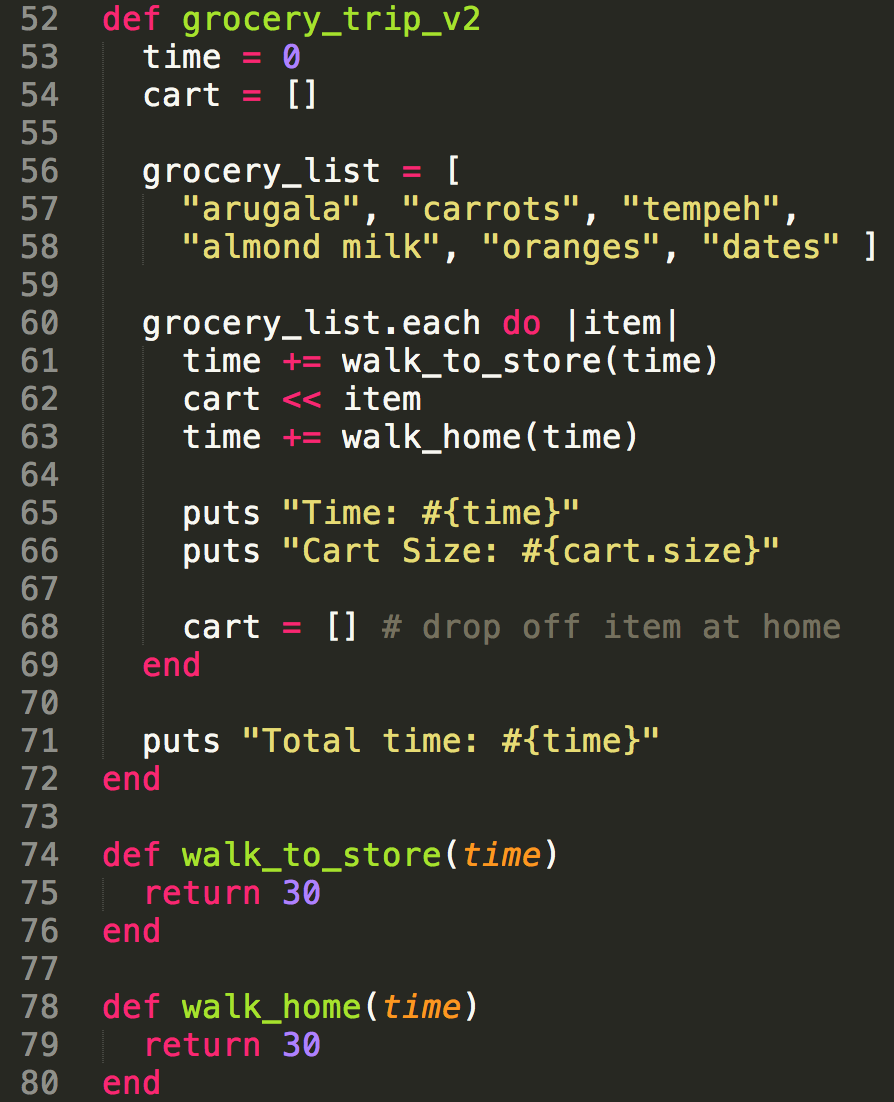 52 def grocery_trip_v2
53   time = 0
54   cart = []
55
56   grocery_list = [
57     "arugala", "carrots", "tempeh",
58     "almond milk", "oranges", "dates" ]
59
60   grocery_list.each do |item|
61     time += walk_to_store(time)
62     cart << item
63     time += walk_home(time)
64
65     puts "Time: #{time}"
66     puts "Cart Size: #{cart.size}"
67
68     cart = [] # drop off item at home
69   end
70
71   puts "Total time: #{time}"
72 end
73
74 def walk_to_store(time)
75   return 30
76 end
77
78 def walk_home(time)
79   return 30
80 end